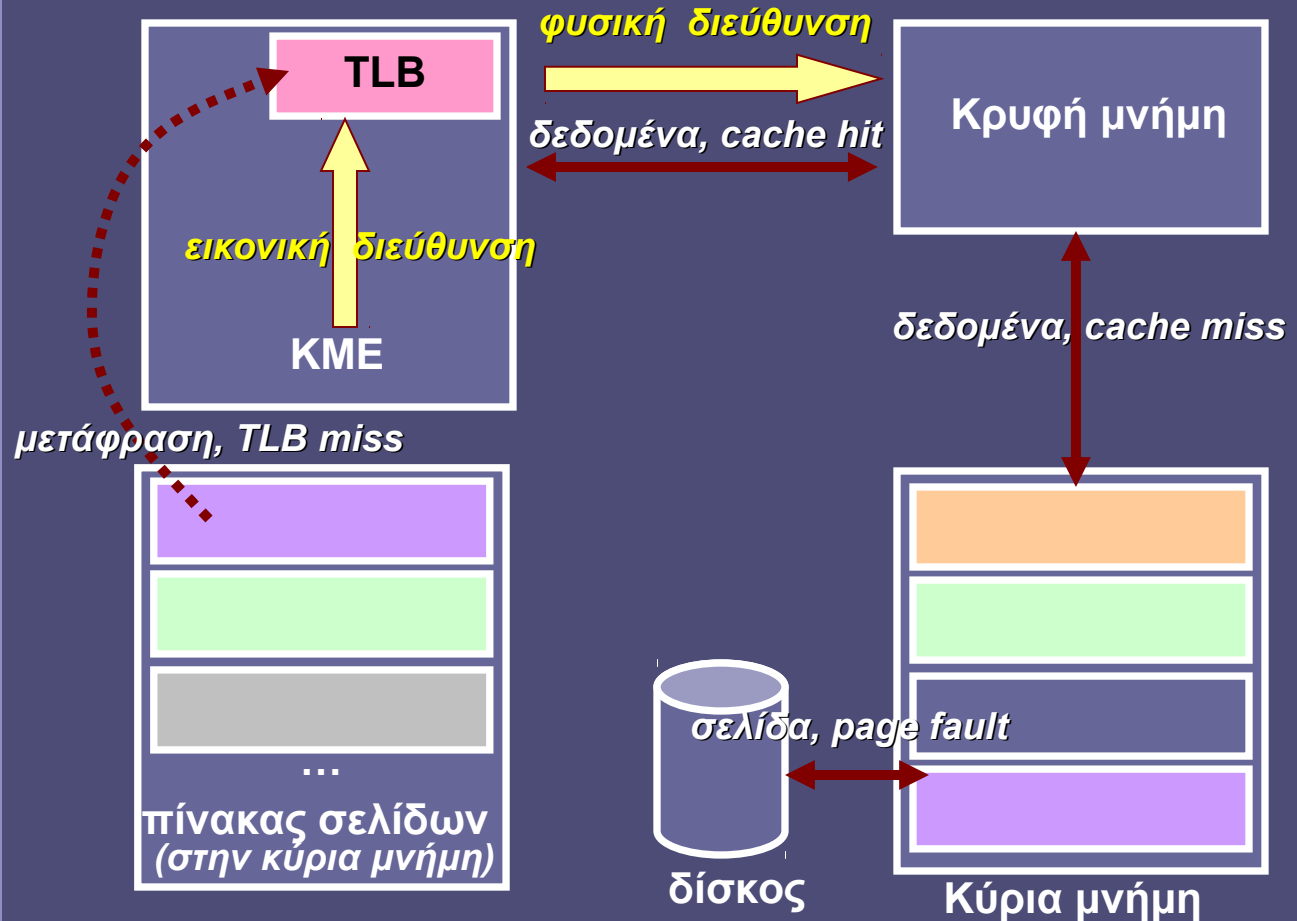 φυσική διεύθυνση
TLB
Κρυφή μνήμη
δεδομένα, cache hit
εικονική διεύθυνση
ΚΜΕ
δεδομένα, cache miss
μετάφραση, TLB miss
σελίδα, page fault
...
πίνακας σελίδων
(στην κύρια μνήμη)
δίσκος
Κύρια μνήμη